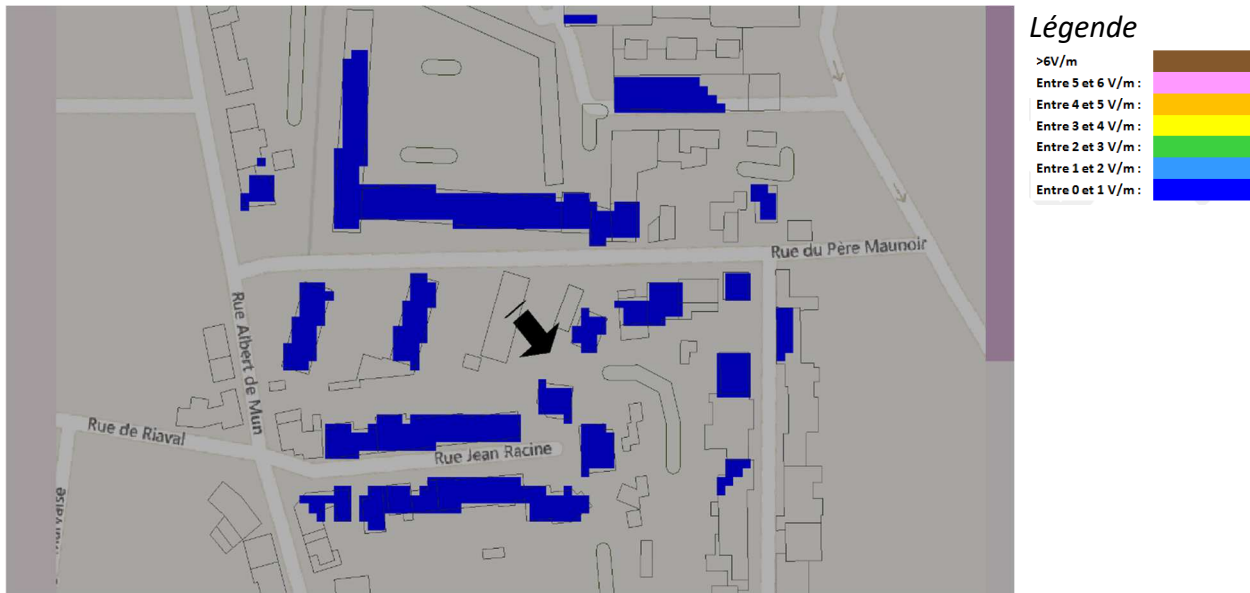 Légende
>6V/m
Entre 5 et 6 V/m :
Entre 4 et 5 V/m :
Entre 3 et 4 V/m :
Entre 2 et 3 V/m :
Entre 1 et 2 V/m :
Entre 0 et 1 V/m :
Rue du Père Maunoir
Rue Albert de Mun
Rue de Riaval
Rue Jean Racine